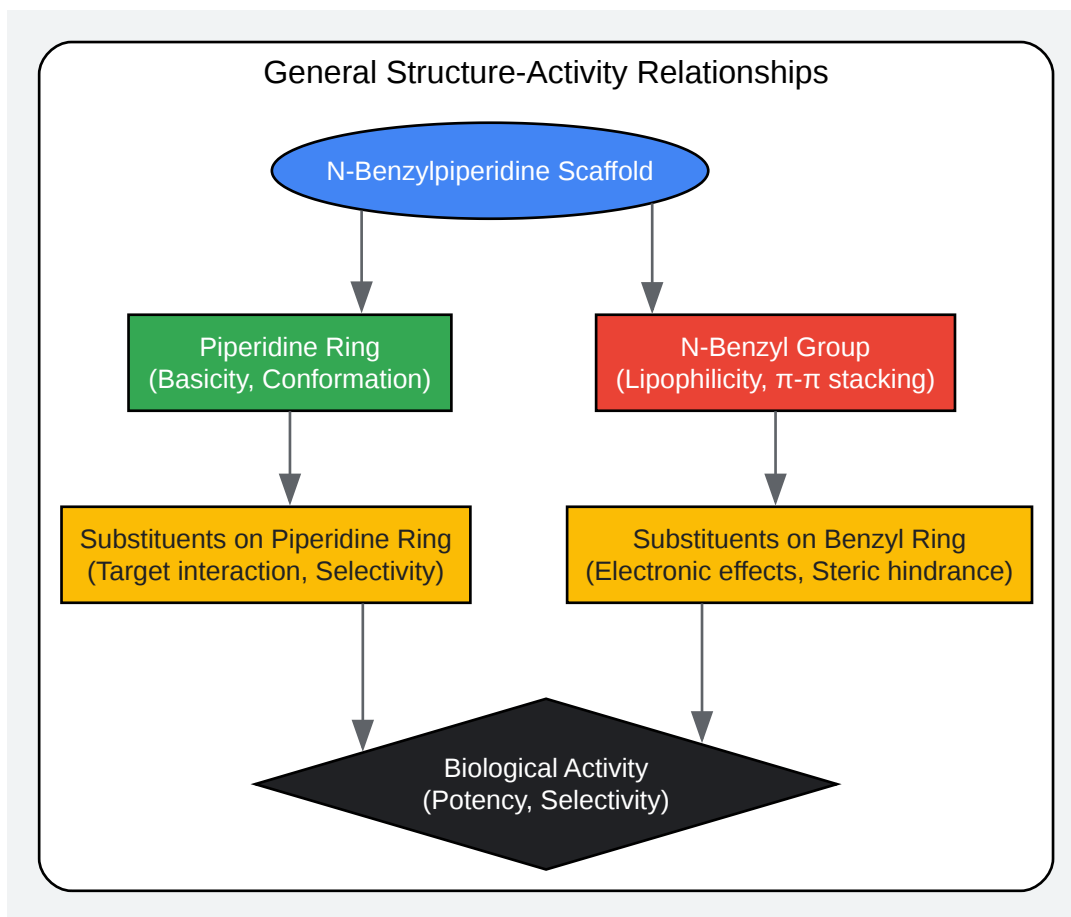 General Structure-Activity Relationships
N-Benzylpiperidine Scaffold
Piperidine Ring
(Basicity, Conformation)
N-Benzyl Group
(Lipophilicity, π-π stacking)
Substituents on Piperidine Ring
(Target interaction, Selectivity)
Substituents on Benzyl Ring
(Electronic effects, Steric hindrance)
Biological Activity
(Potency, Selectivity)